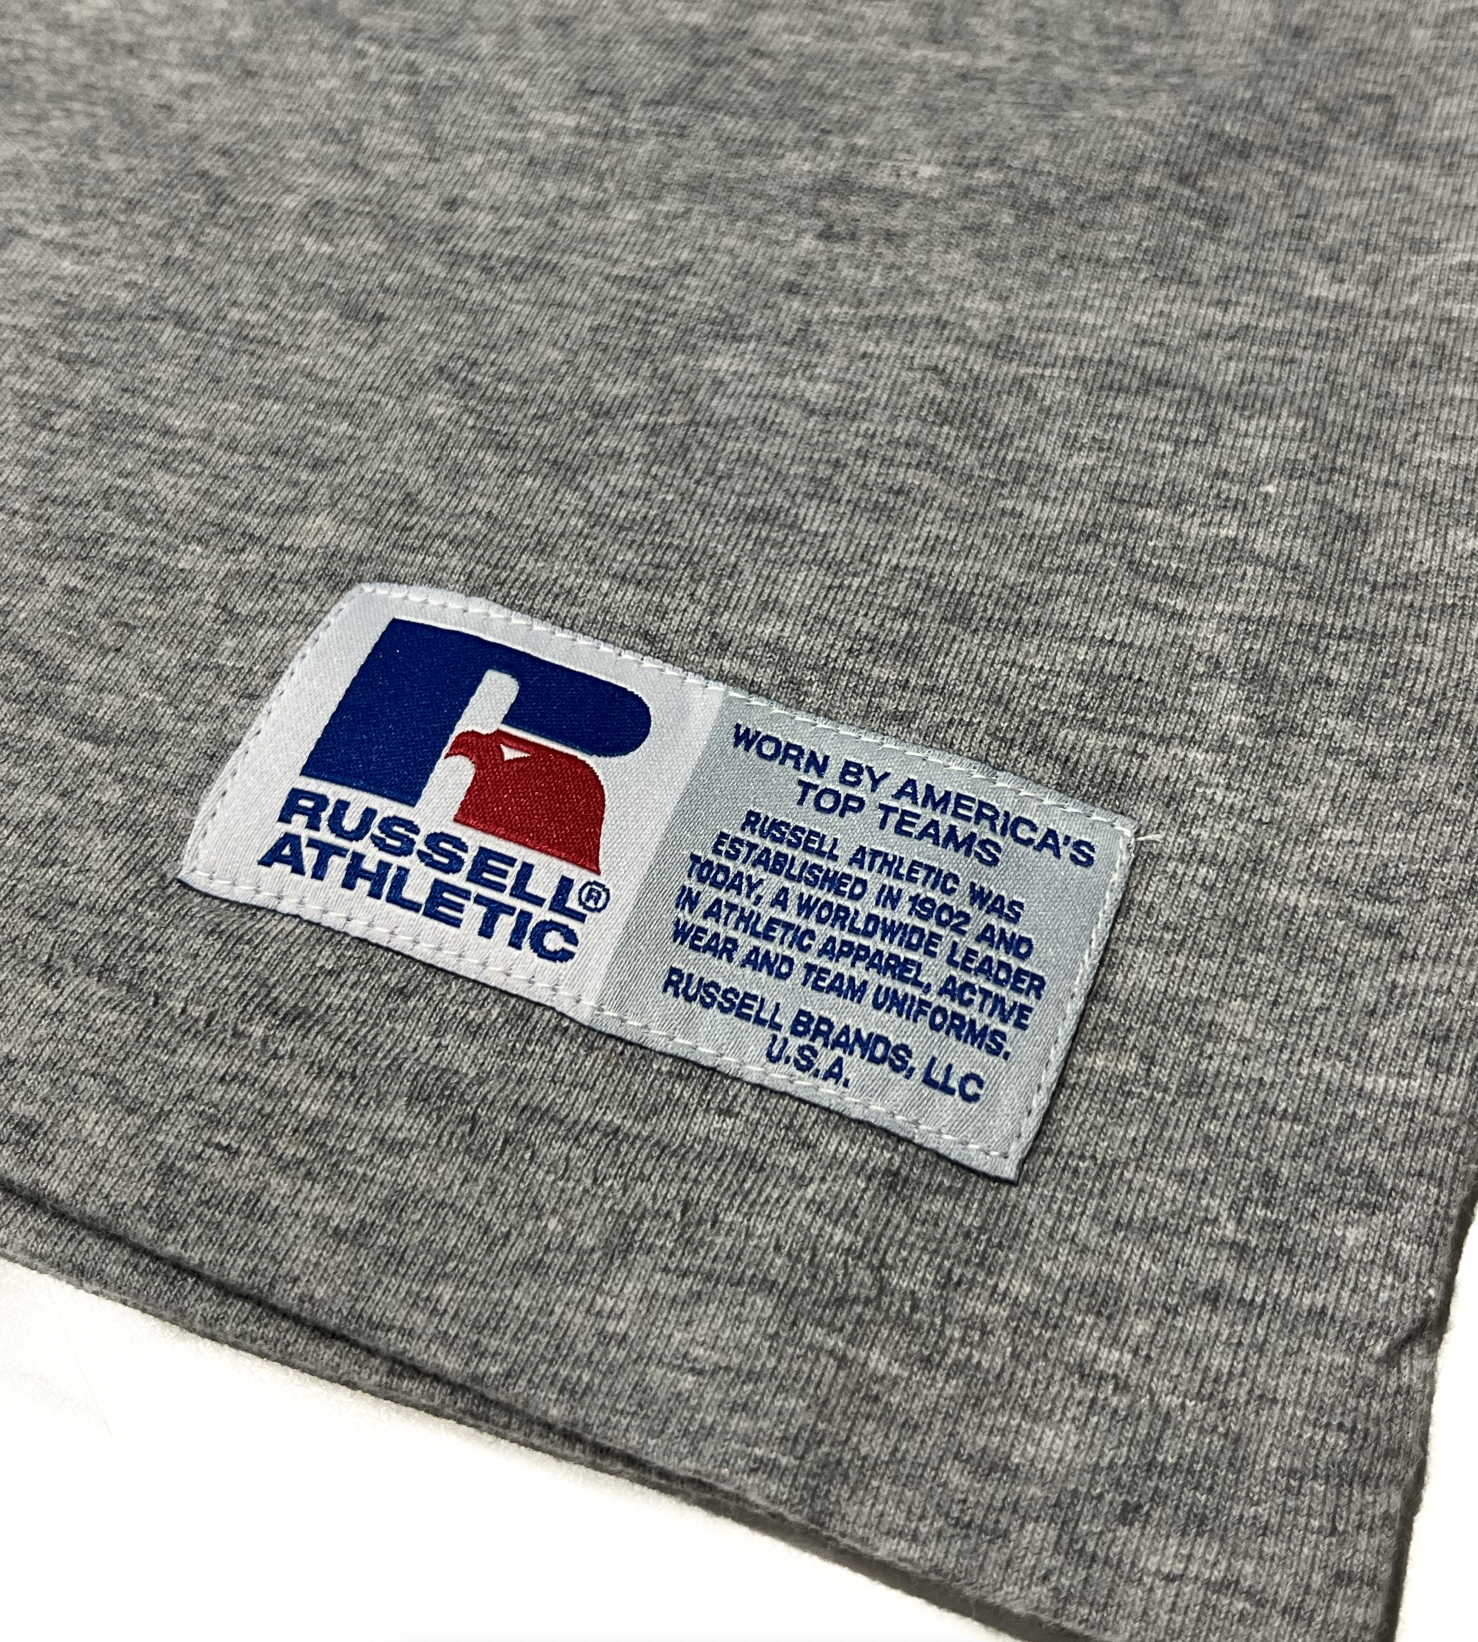 RUSSELL®
ATHLETIC
WORN BY AMERICA'S
TOP TEAMS
RUSSELL ATHLETIC WAS
ESTABLISHED IN 1902 AND
TODAY, A WORLDWIDE LEADER
IN ATHLETIC APPAREL, ACTIVE
WEAR AND TEAM UNIFORMS.
RUSSELL BRANDS, LLC
U.S.A.